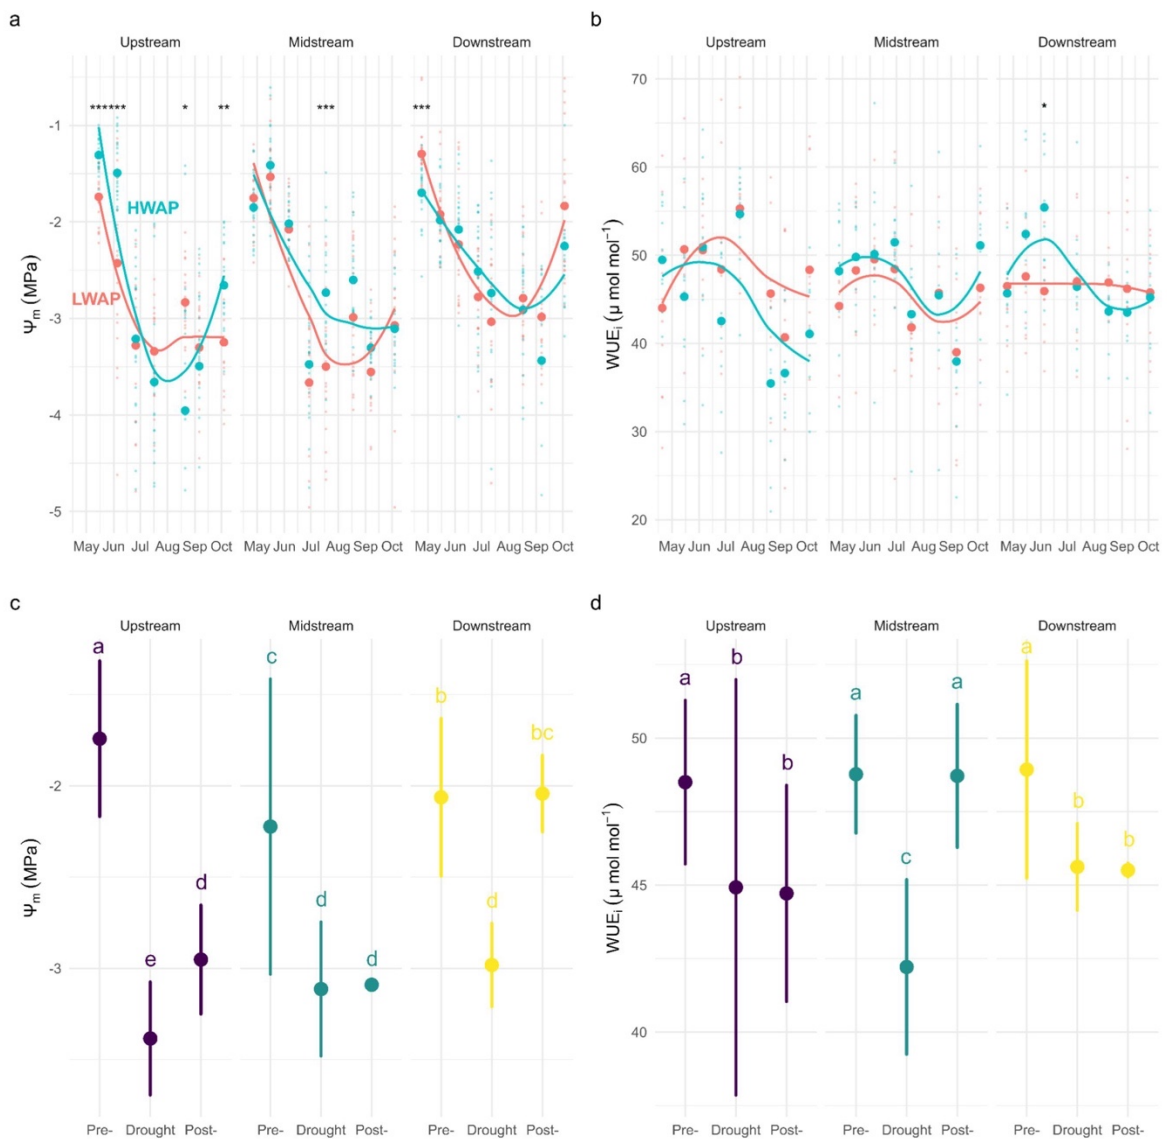 a
Upstream Midstream Downstream
****** * ** *** ***
-1
-2
-3
-4
-5
Ψm (MPa)
HWAP
LWAP
May Jun Jul Aug Sep Oct May Jun Jul Aug Sep Oct May Jun Jul Aug Sep Oct
b
Upstream Midstream Downstream
*
70
60
50
40
30
20
WUEi (μ mol mol−1)
May Jun Jul Aug Sep Oct May Jun Jul Aug Sep Oct May Jun Jul Aug Sep Oct
c
Upstream Midstream Downstream
a c b bc
e d d d d
-2
-3
Ψm (MPa)
Pre- Drought Post- Pre- Drought Post- Pre- Drought Post-
d
Upstream Midstream Downstream
a b b a c a a b b
50
45
40
WUEi (μ mol mol−1)
Pre- Drought Post- Pre- Drought Post- Pre- Drought Post-